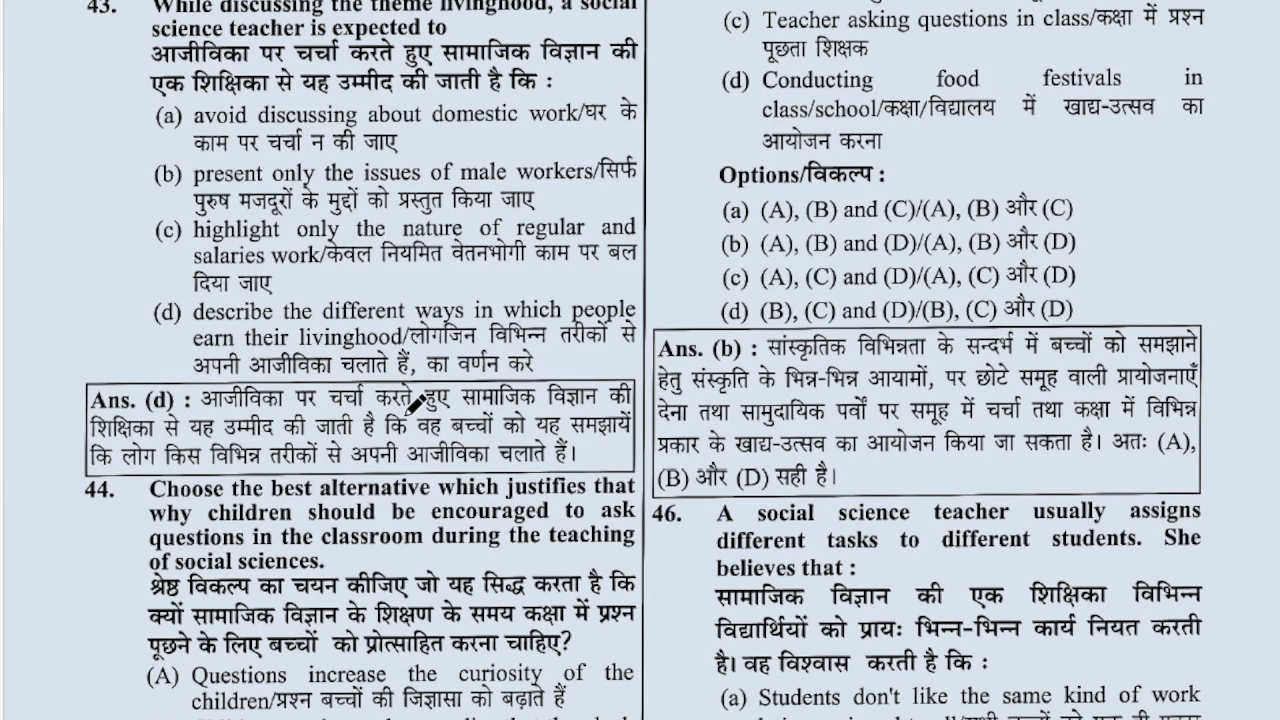 43. While discussing the theme livinghood, a social
science teacher is expected to
आजीविका पर चर्चा करते हुए सामाजिक विज्ञान की
एक शिक्षिका से यह उम्मीद की जाती है कि :
(a) avoid discussing about domestic work/घर के
काम पर चर्चा न की जाए
(b) present only the issues of male workers/सिर्फ
पुरुष मजदूरों के मुद्दों को प्रस्तुत किया जाए
(c) highlight only the nature of regular and
salaries work/केवल नियमित वेतनभोगी काम पर बल
दिया जाए
(d) describe the different ways in which people
earn their livinghood/लोगजिन विभिन्न तरीकों से
अपनी आजीविका चलाते हैं, का वर्णन करे
Ans. (d) : आजीविका पर चर्चा करते हुए सामाजिक विज्ञान की
शिक्षिका से यह उम्मीद की जाती है कि वह बच्चों को यह समझायें
कि लोग किस विभिन्न तरीकों से अपनी आजीविका चलाते हैं।
44. Choose the best alternative which justifies that
why children should be encouraged to ask
questions in the classroom during the teaching
of social sciences.
श्रेष्ठ विकल्प का चयन कीजिए जो यह सिद्ध करता है कि
क्यों सामाजिक विज्ञान के शिक्षण के समय कक्षा में प्रश्न
पूछने के लिए बच्चों को प्रोत्साहित करना चाहिए?
(A) Questions increase the curiosity of the
children/प्रश्न बच्चों की जिज्ञासा को बढ़ाते हैं
(c) Teacher asking questions in class/कक्षा में प्रश्न
पूछता शिक्षक
(d) Conducting food festivals in
class/school/कक्षा/विद्यालय में खाद्य-उत्सव का
आयोजन करना
Options/विकल्प :
(a) (A), (B) and (C)/(A), (B) और (C)
(b) (A), (B) and (D)/(A), (B) और (D)
(c) (A), (C) and (D)/(A), (C) और (D)
(d) (B), (C) and (D)/(B), (C) और (D)
Ans. (b) : सांस्कृतिक विभिन्नता के सन्दर्भ में बच्चों को समझाने
हेतु संस्कृति के भिन्न-भिन्न आयामों, पर छोटे समूह वाली प्रायोजनाएँ
देना तथा सामुदायिक पर्वों पर समूह में चर्चा तथा कक्षा में विभिन्न
प्रकार के खाद्य-उत्सव का आयोजन किया जा सकता है। अतः (A),
(B) और (D) सही है।
46. A social science teacher usually assigns
different tasks to different students. She
believes that :
सामाजिक विज्ञान की एक शिक्षिका विभिन्न
विद्यार्थियों को प्रायः भिन्न-भिन्न कार्य नियत करती
है। वह विश्वास करती है कि :
(a) Students don't like the same kind of work